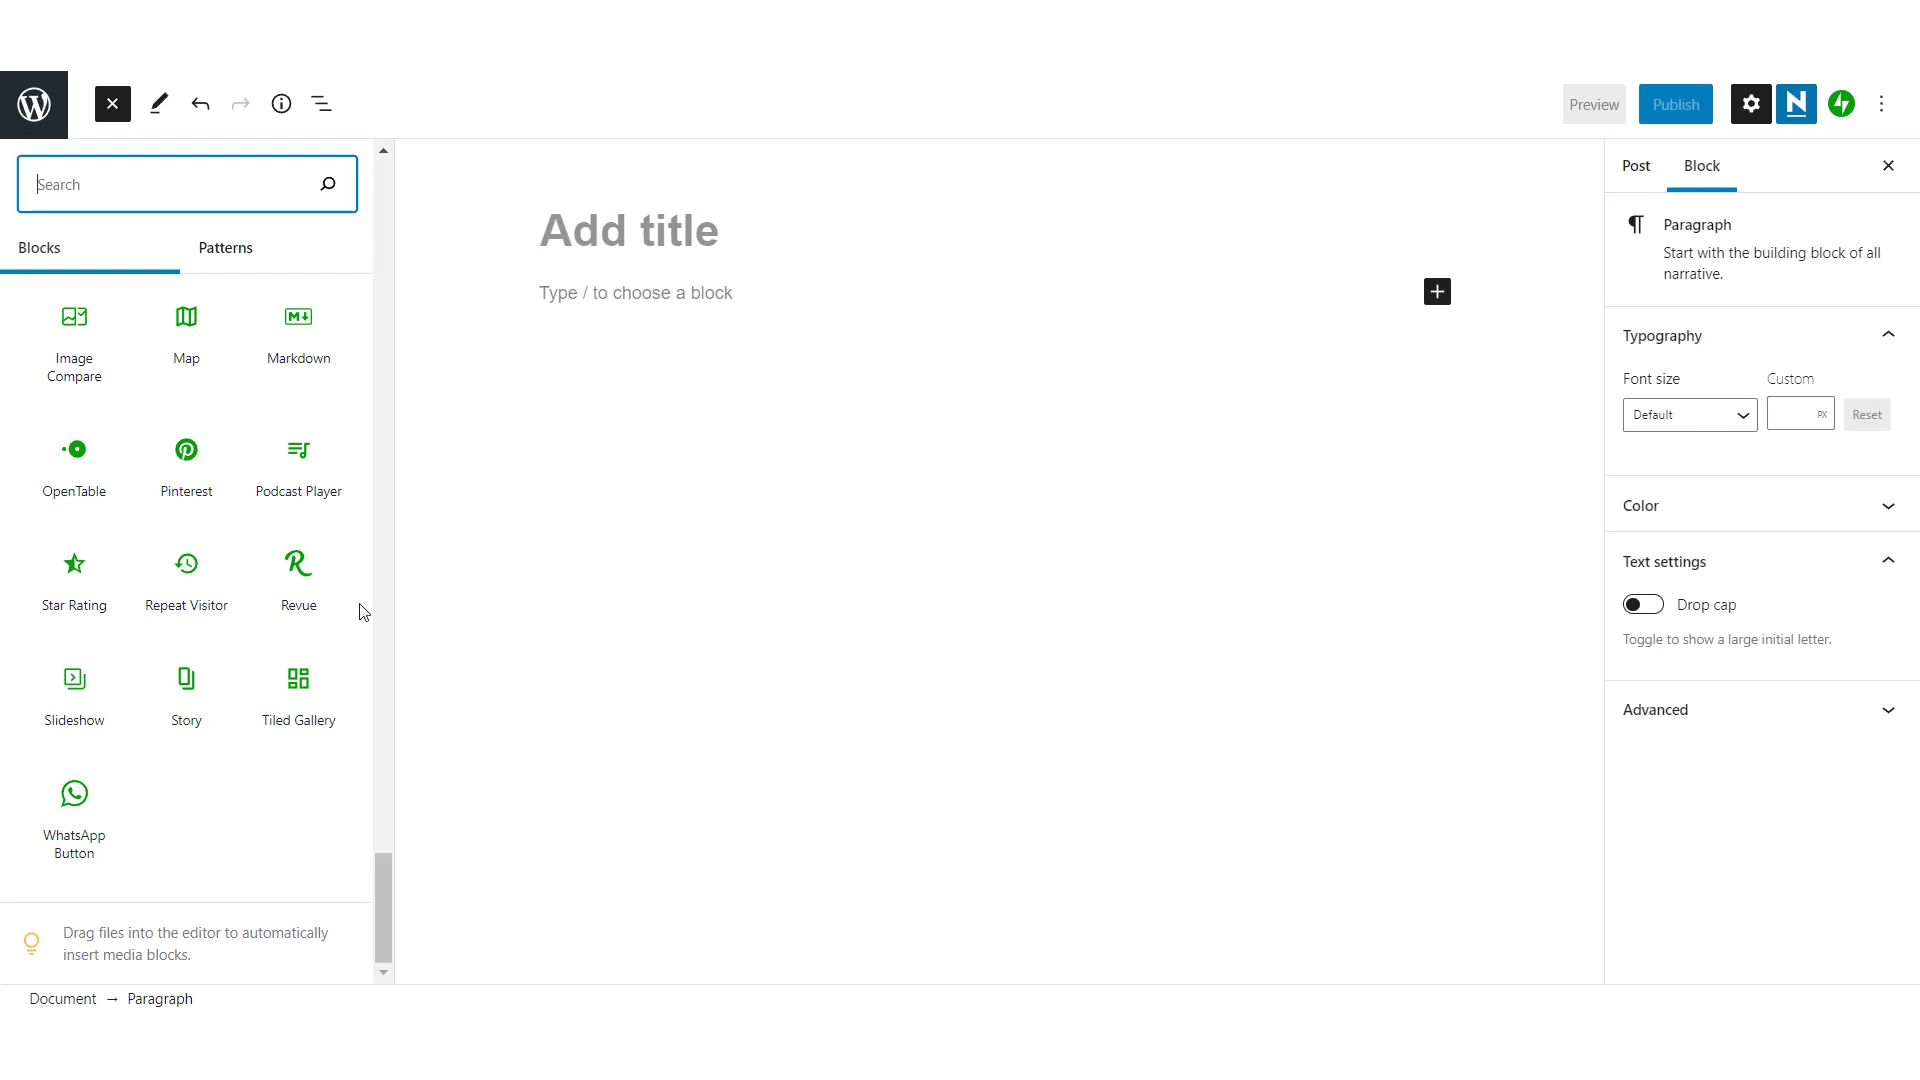 Preview
Publish
Search
Blocks
Patterns
Image
Compare
Map
Markdown
OpenTable
Pinterest
Podcast Player
Star Rating
Repeat Visitor
Revue
Slideshow
Story
Tiled Gallery
WhatsApp
Button
Drag files into the editor to automatically
insert media blocks.
Document → Paragraph
Add title
Type / to choose a block
Post
Block
Paragraph
Start with the building block of all
narrative.
Typography
Font size
Custom
Default
PX
Reset
Color
Text settings
Drop cap
Toggle to show a large initial letter.
Advanced